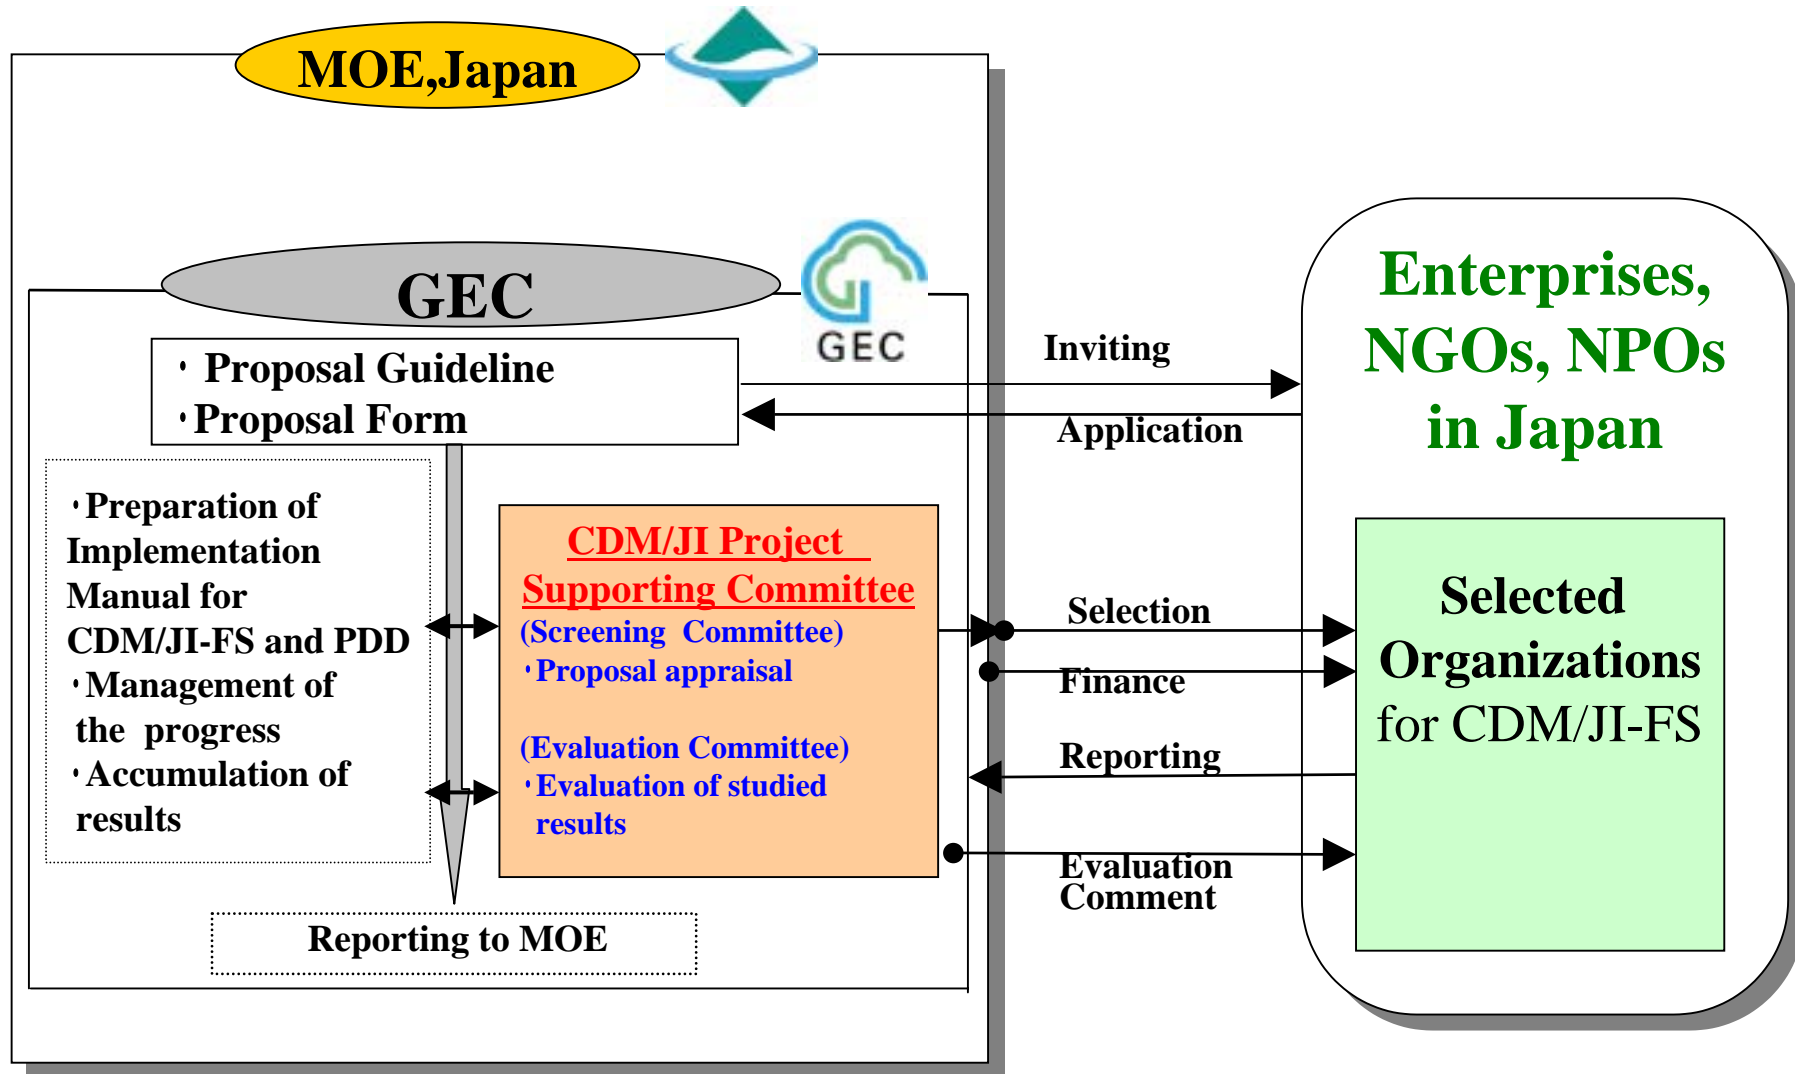 MOE,Japan
GEC
GEC
· Proposal Guideline
·Proposal Form
·Preparation of
Implementation
Manual for
CDM/JI-FS and PDD
·Management of
the progress
·Accumulation of
results
CDM/JI Project
Supporting Committee
(Screening Committee)
·Proposal appraisal
(Evaluation Committee)
·Evaluation of studied
results
Reporting to MOE
Inviting
Application
Selection
Finance
Reporting
Evaluation
Comment
Enterprises,
NGOs, NPOs
in Japan
Selected
Organizations
for CDM/JI-FS